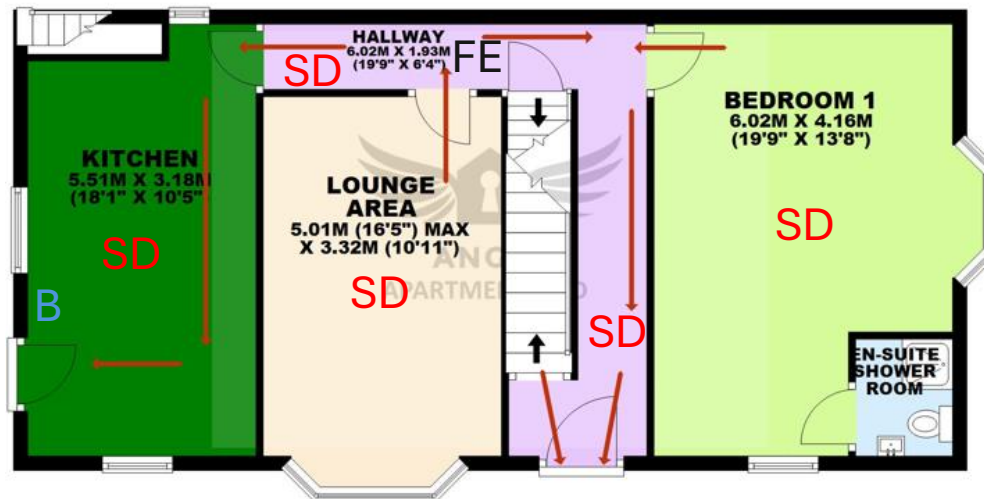 HALLWAY
6.02M X 1.93M
(19'9" X 6'4")
FE
SD
KITCHEN
5.51M X 3.18M
(18'1" X 10'5")
SD
B
LOUNGE
AREA
5.01M (16'5") MAX
X 3.32M (10'11")
SD
SD
BEDROOM 1
6.02M X 4.16M
(19'9" X 13'8")
SD
EN-SUITE
SHOWER
ROOM